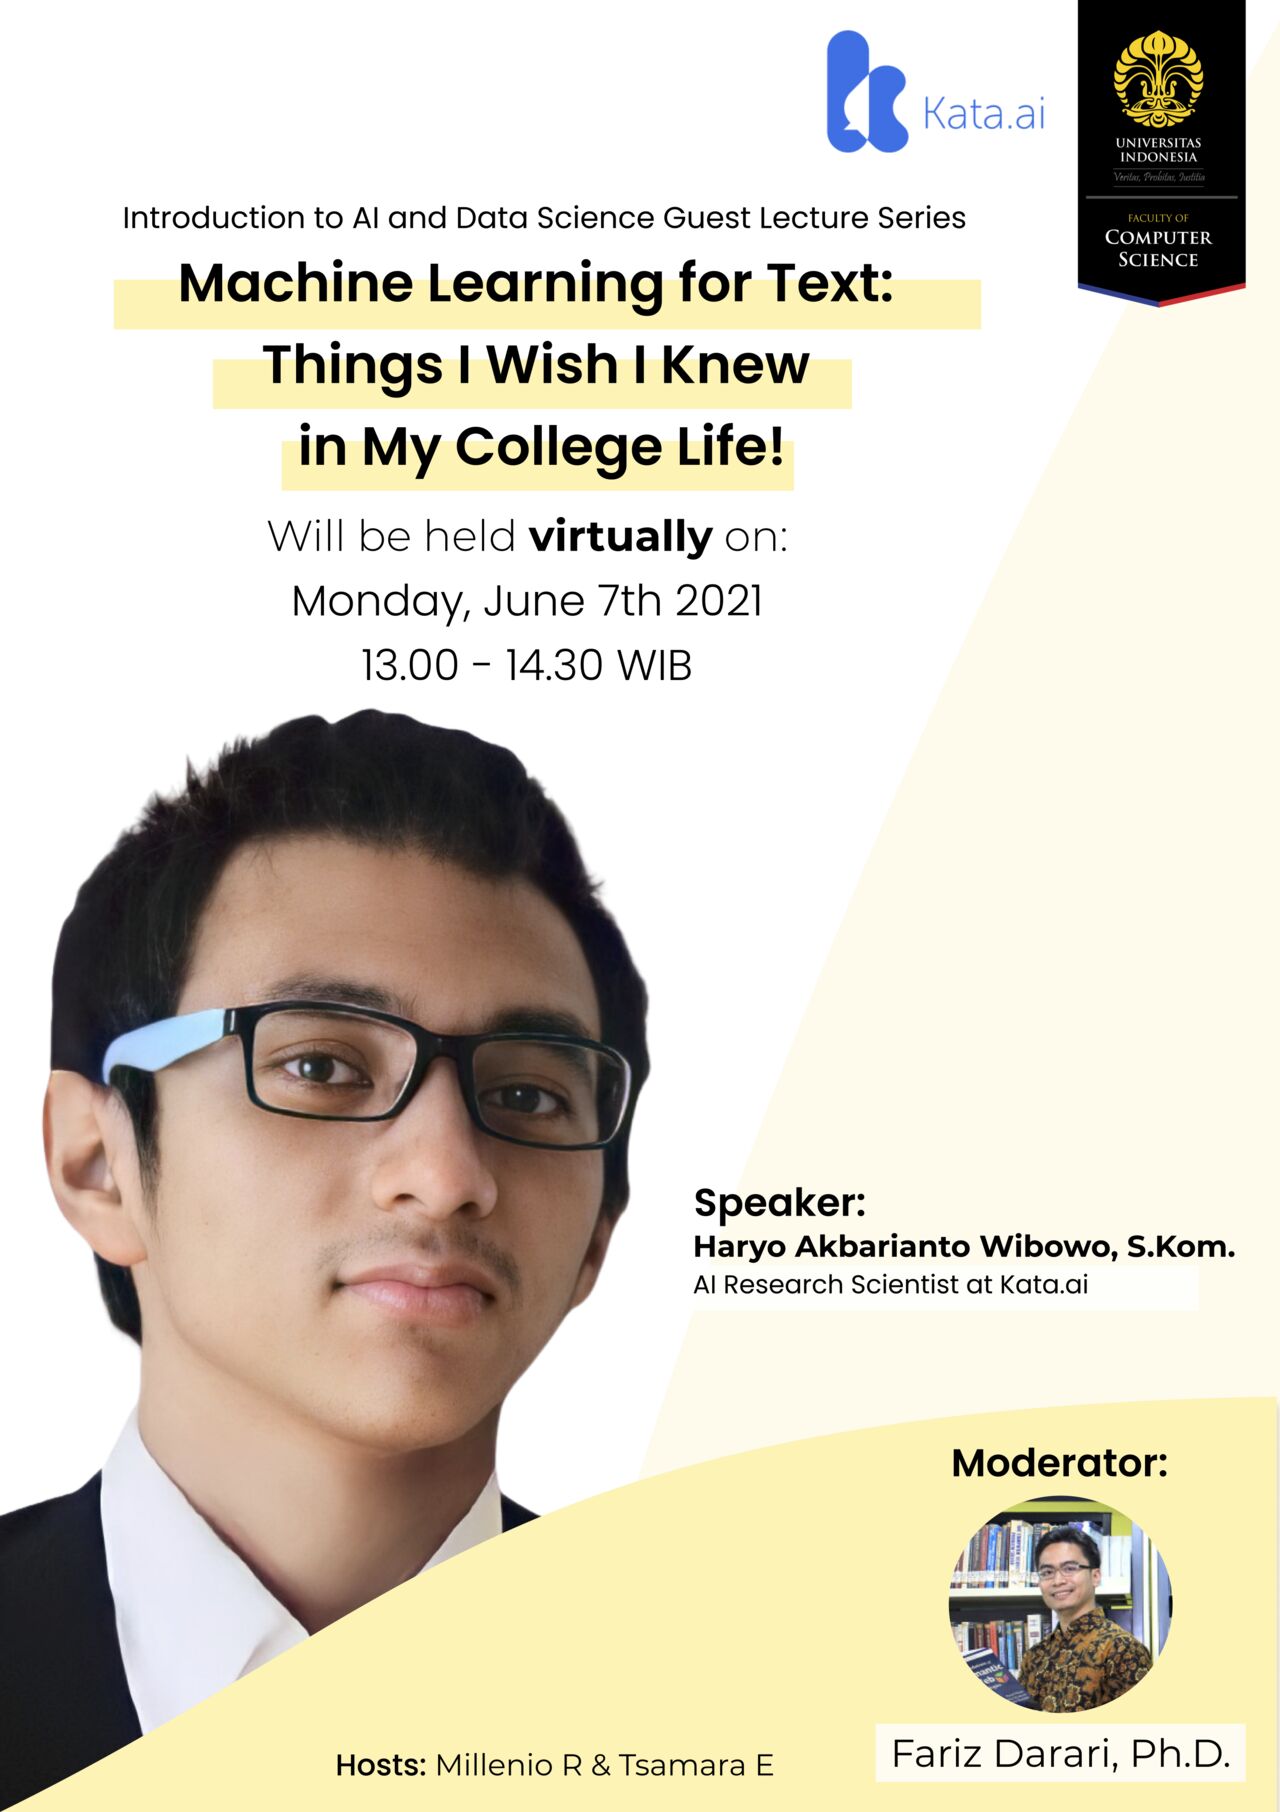 Kata.ai
UNIVERSITAS
INDONESIA
Veritas, Probitas, Justitia
FACULTY OF
COMPUTER
SCIENCE
Introduction to AI and Data Science Guest Lecture Series
Machine Learning for Text:
Things I Wish I Knew
in My College Life!
Will be held virtually on:
Monday, June 7th 2021
13.00 - 14.30 WIB
Speaker:
Haryo Akbarianto Wibowo, S.Kom.
AI Research Scientist at Kata.ai
Moderator:
Fariz Darari, Ph.D.
Hosts: Millenio R & Tsamara E